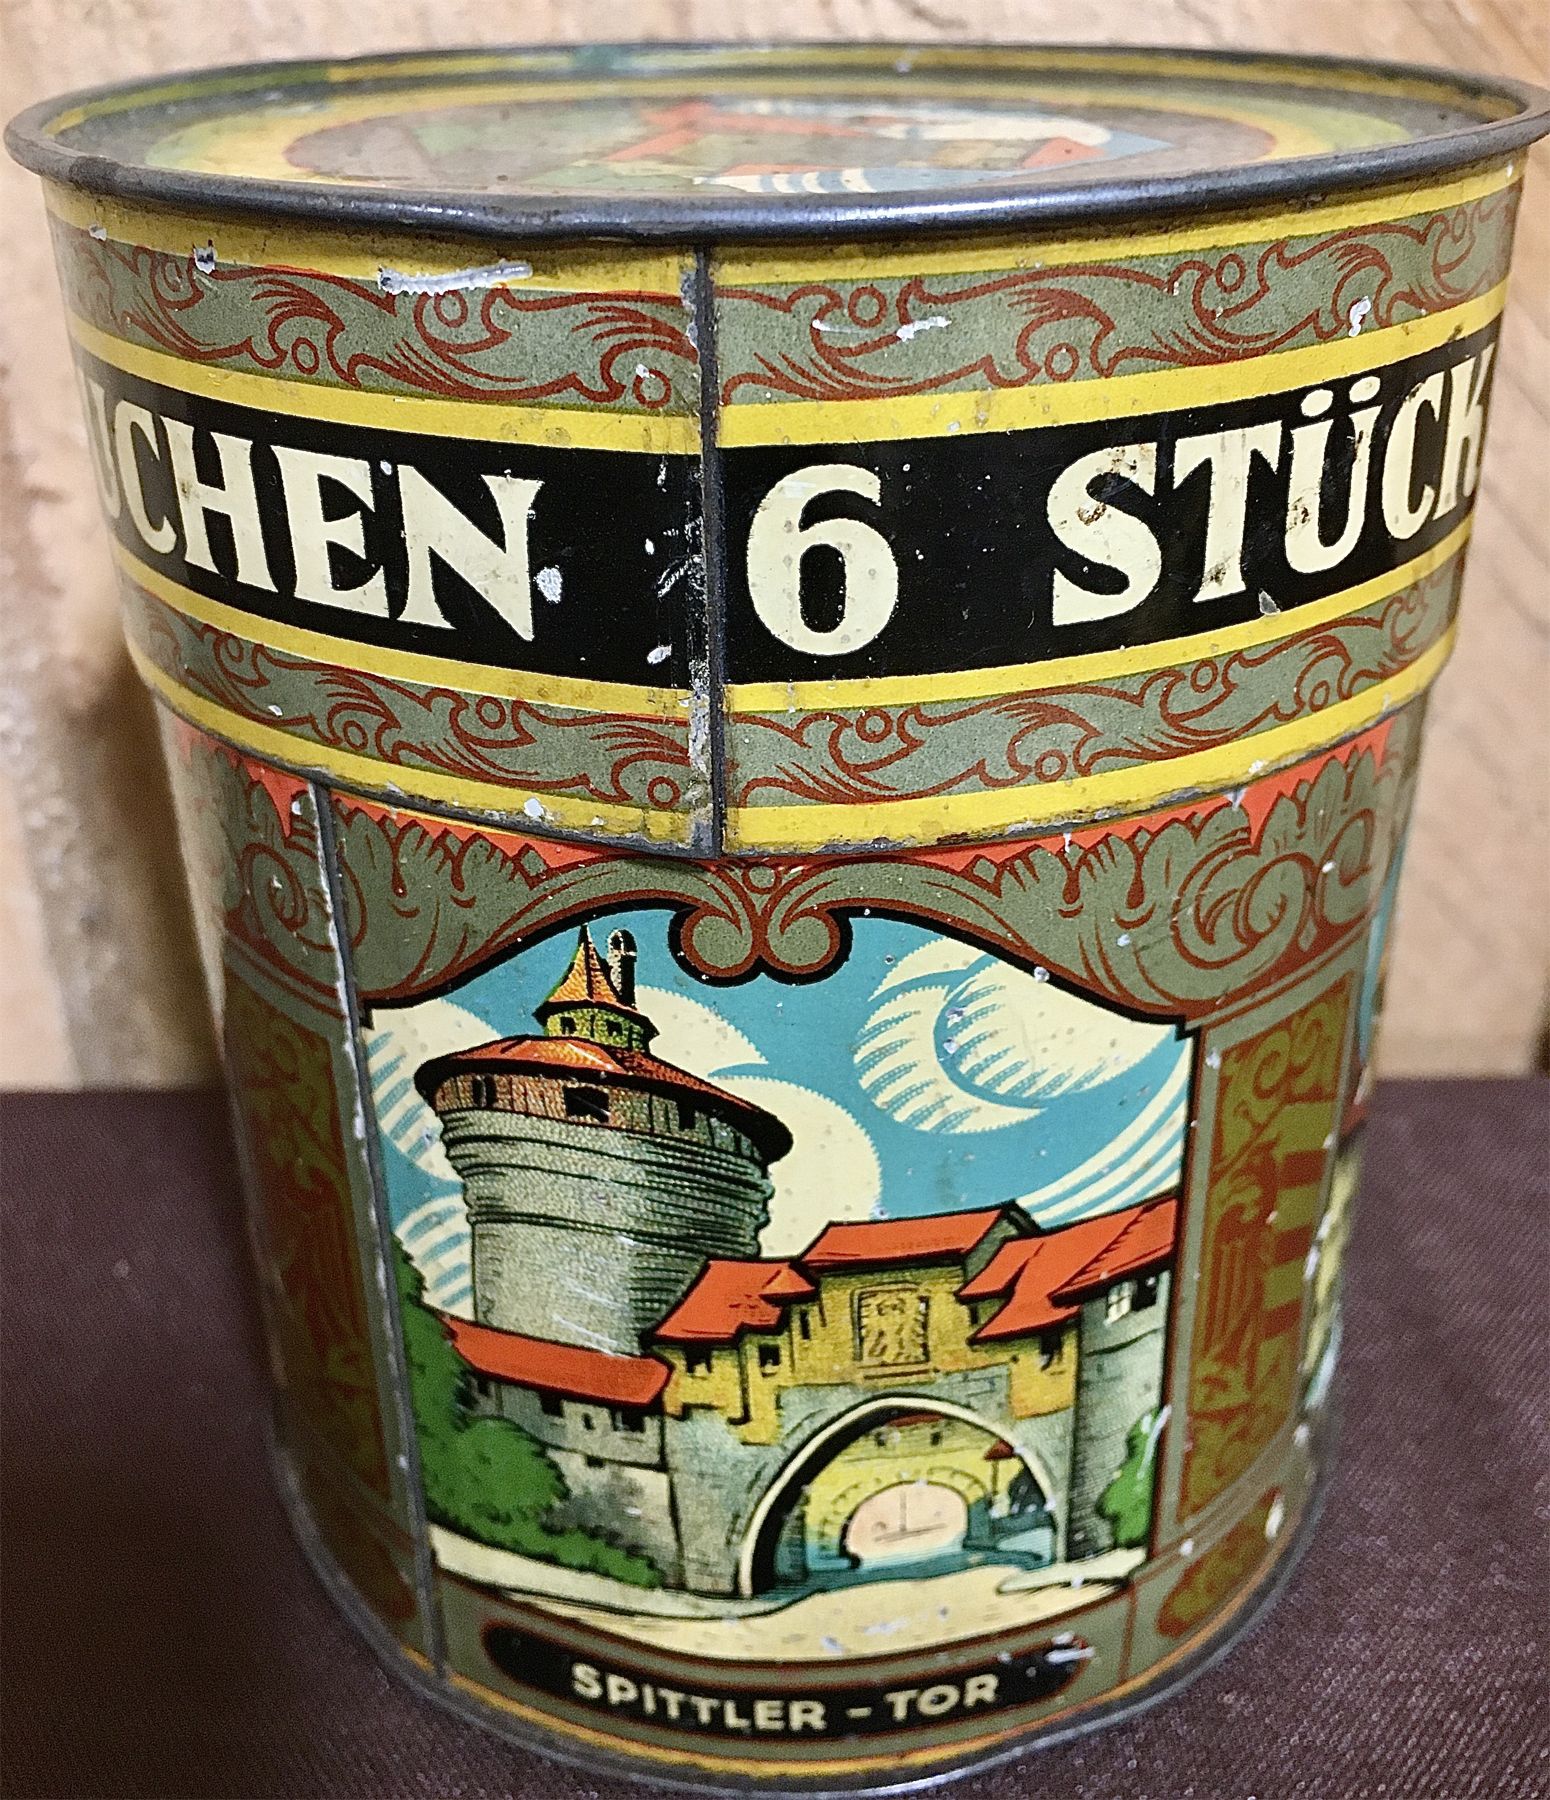 UCHEN 6 STÜCK
SPITTLER - TOR